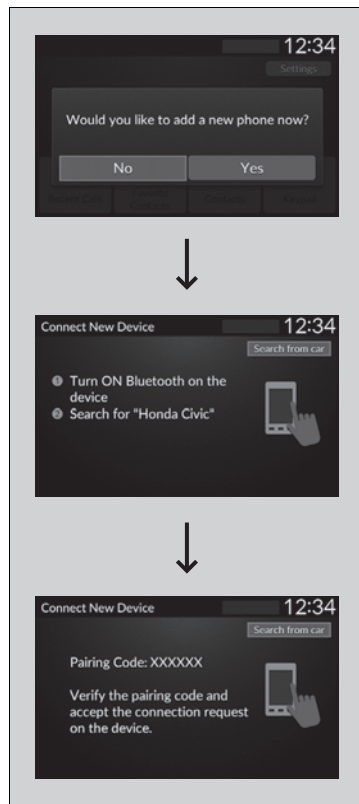 12:34
Settings
Would you like to add a new phone now?
No Yes
Connect New Device 12:34
Search from car
❶ Turn ON Bluetooth on the
device
❷ Search for "Honda Civic"
Connect New Device 12:34
Search from car
Pairing Code: XXXXXX
Verify the pairing code and
accept the connection request
on the device.